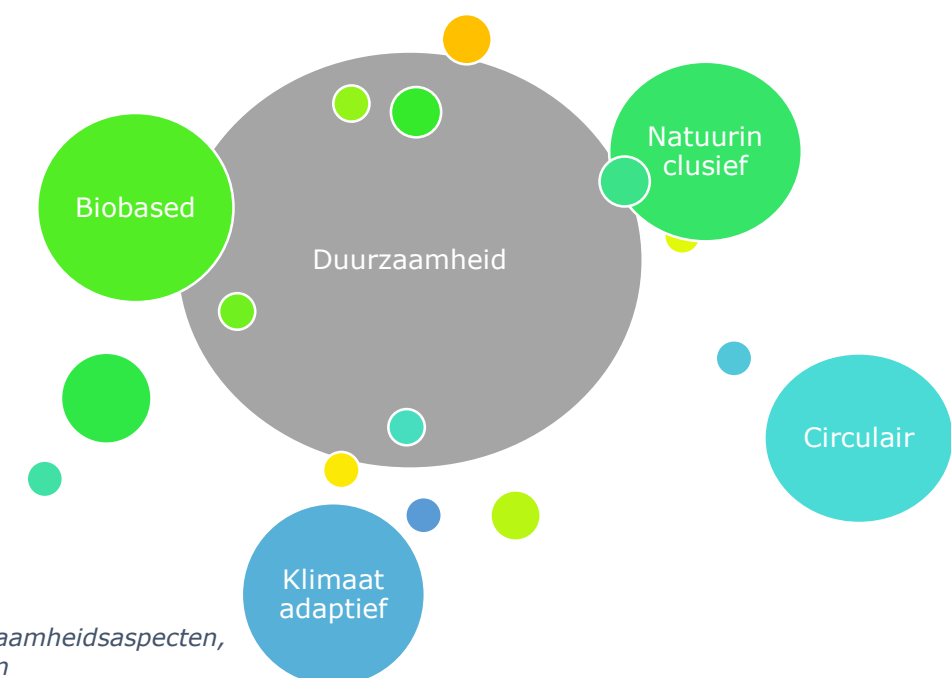 Natuurin
clusief
Biobased
Duurzaamheid
Circulair
Klimaat
adaptief
aamheidsaspecten,
n